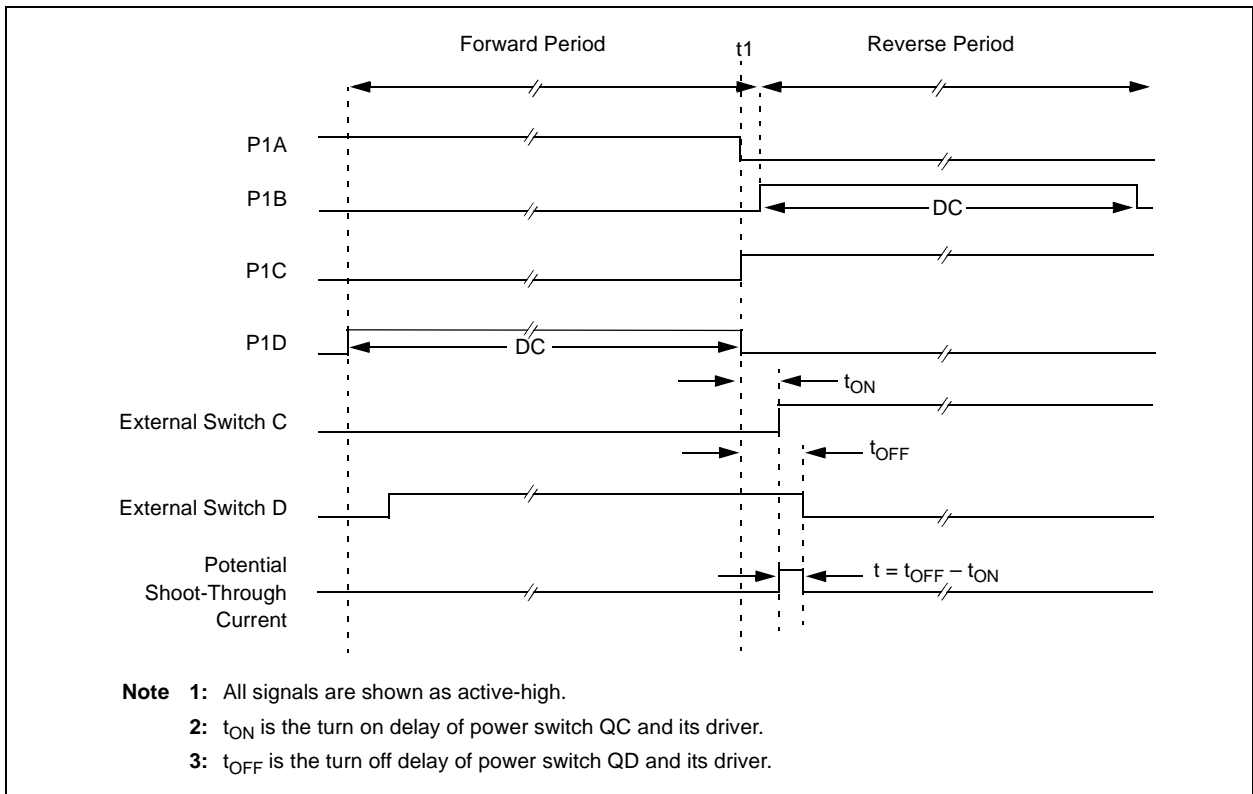 Forward Period
t1
Reverse Period
P1A
P1B
DC
P1C
P1D
DC
tON
External Switch C
tOFF
External Switch D
Potential
Shoot-Through
Current
t = tOFF – tON
Note 1: All signals are shown as active-high.
2: tON is the turn on delay of power switch QC and its driver.
3: tOFF is the turn off delay of power switch QD and its driver.